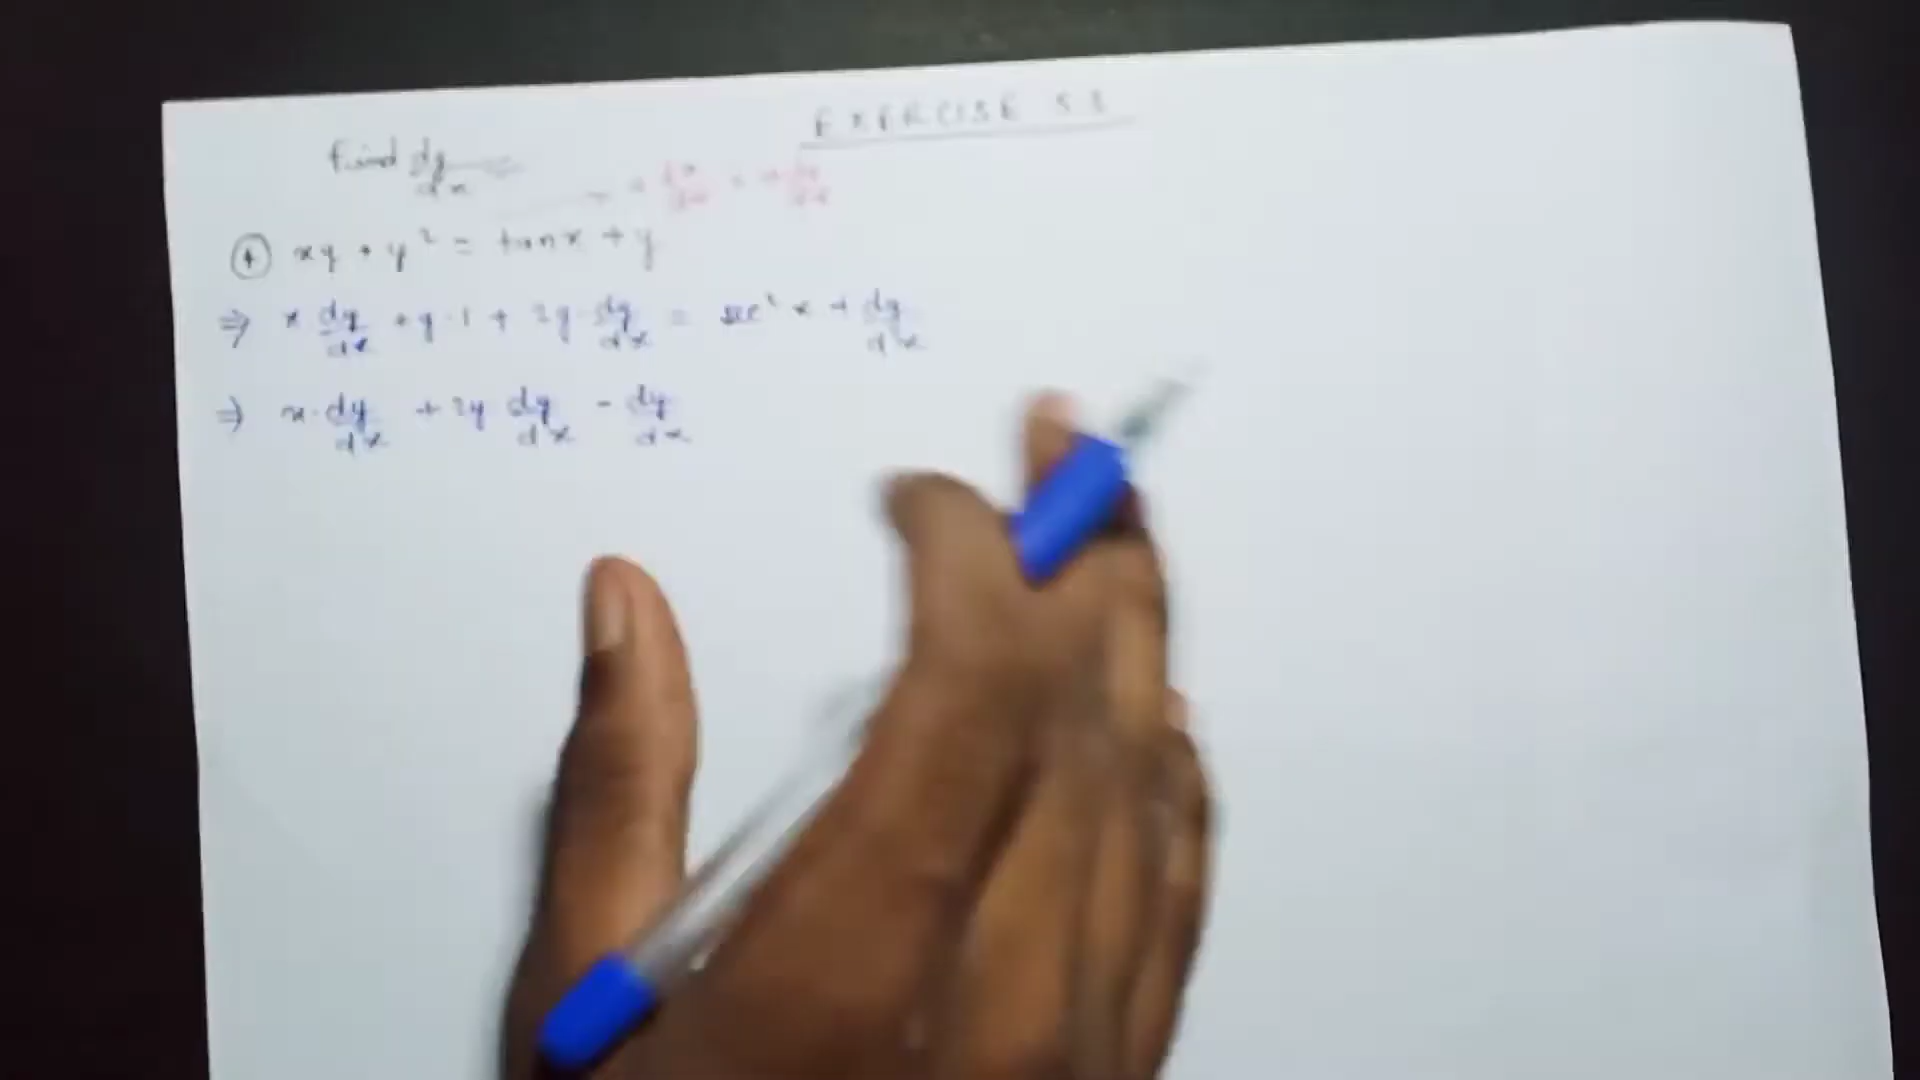 EXERCISE 5.3
Find dy/dx
④ xy + y² = tanx + y
⇒ x dy/dx + y·1 + 2y·dy/dx = sec²x + dy/dx
⇒ x·dy/dx + 2y dy/dx - dy/dx